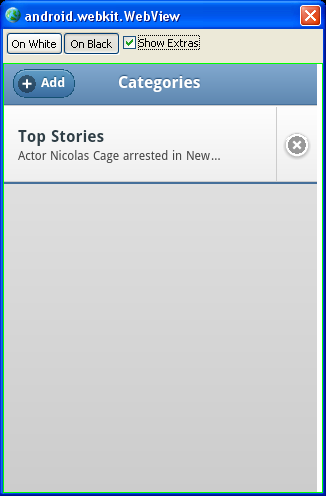 android.webkit.WebView
On White On Black Show Extras
Add Categories
Top Stories
Actor Nicolas Cage arrested in New...